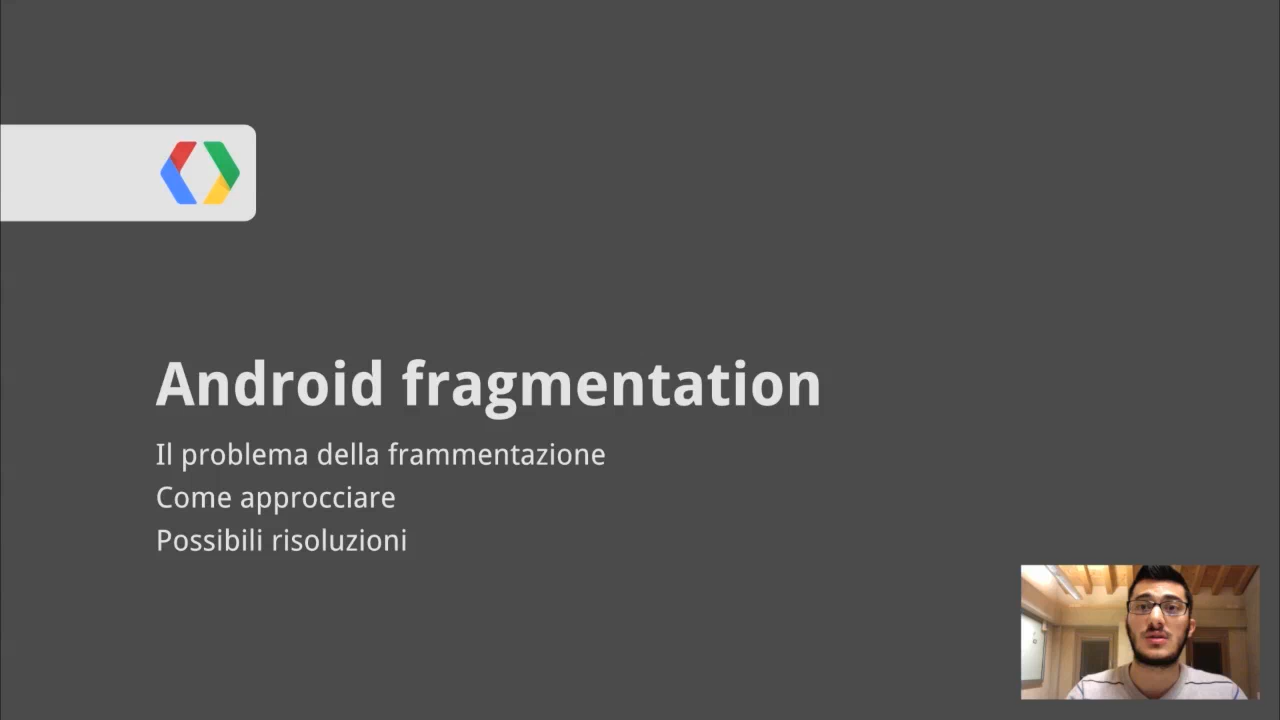 Android fragmentation
Il problema della frammentazione
Come approcciare
Possibili risoluzioni